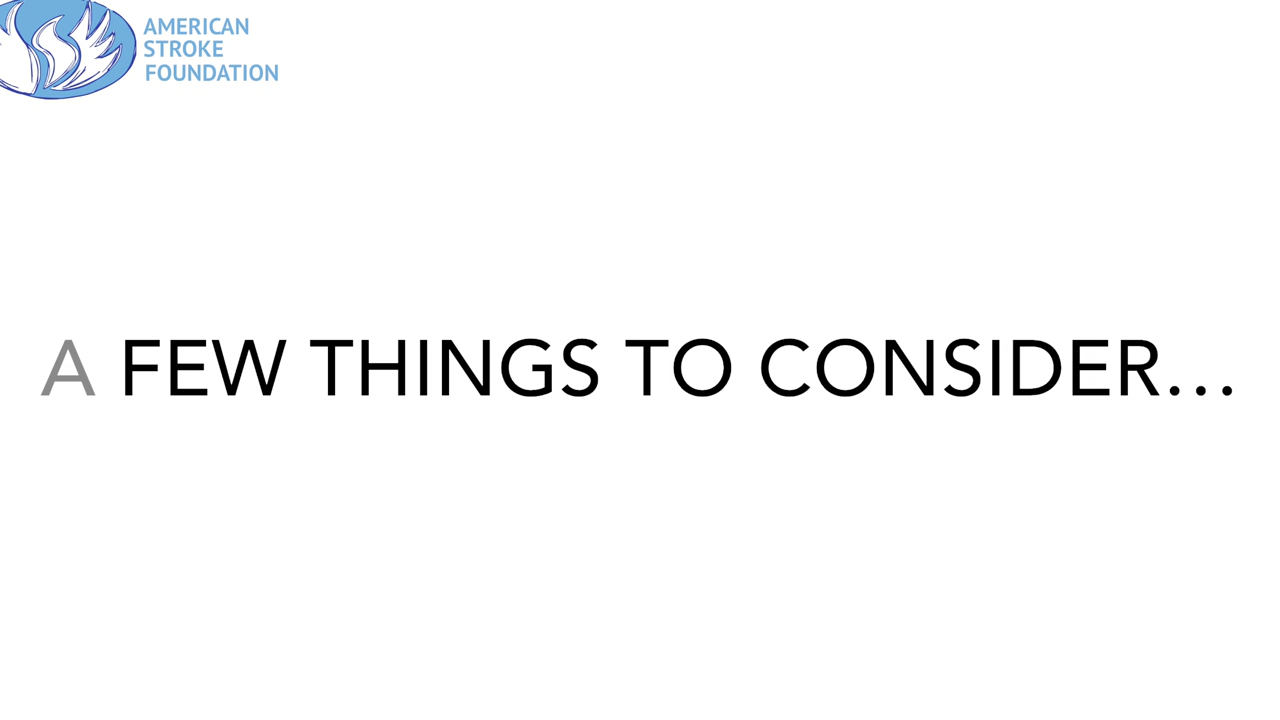 AMERICAN
STROKE
FOUNDATION
A FEW THINGS TO CONSIDER...